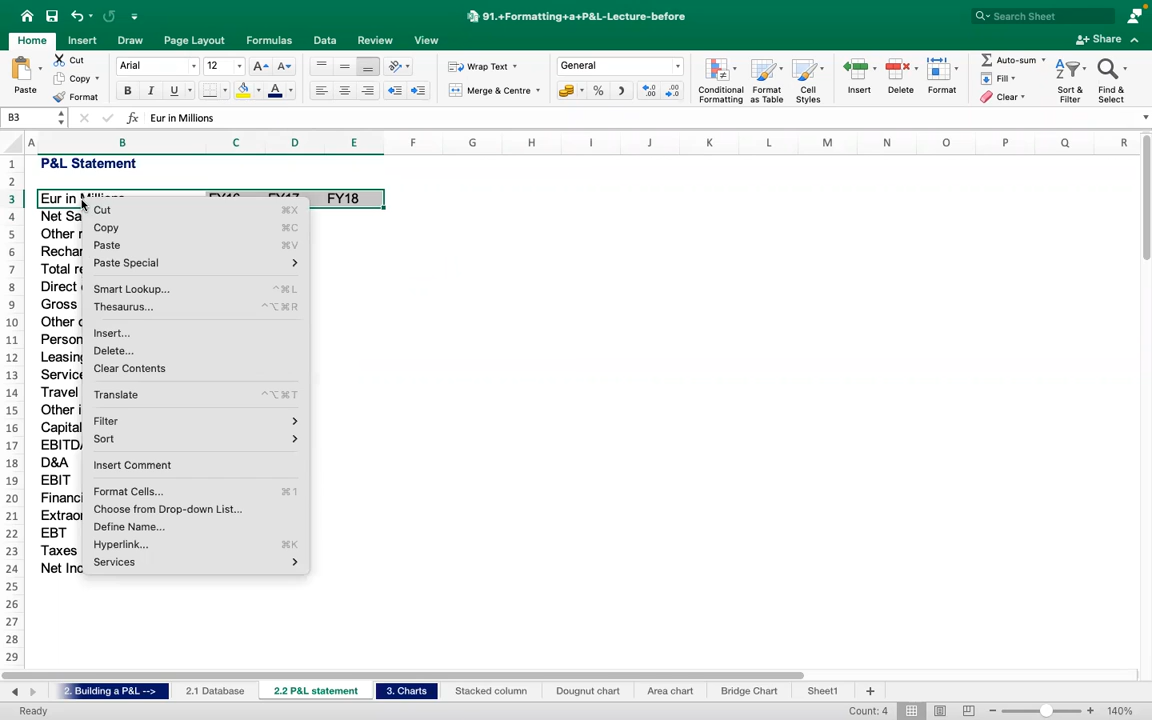 91.+Formatting+a+P&L-Lecture-before
Search Sheet
Home Insert Draw Page Layout Formulas Data Review View
Share
Paste
Cut
Copy
Format
Arial 12
B I U A
Wrap Text
Merge & Centre
General
Conditional Formatting
Format as Table
Cell Styles
Insert
Delete
Format
Auto-sum
Fill
Clear
Sort & Filter
Find & Select
B3 fx Eur in Millions
A B C D E F G H I J K L M N O P Q R
1 P&L Statement
2
3 Eur in FY18
4 Net Sa
5 Other r
6 Rechar
7 Total re
8 Direct
9 Gross
10 Other
11 Person
12 Leasing
13 Service
14 Travel
15 Other i
16 Capital
17 EBITDA
18 D&A
19 EBIT
20 Financi
21 Extraor
22 EBT
23 Taxes
24 Net Inc
25
26
27
28
29
Cut ⌘X
Copy ⌘C
Paste ⌘V
Paste Special
Smart Lookup... ^⌘L
Thesaurus... ^⌥⌘R
Insert...
Delete...
Clear Contents
Translate ^⌥⌘T
Filter
Sort
Insert Comment
Format Cells... ⌘1
Choose from Drop-down List...
Define Name...
Hyperlink... ⌘K
Services
2. Building a P&L --> 2.1 Database 2.2 P&L statement 3. Charts Stacked column Dougnut chart Area chart Bridge Chart Sheet1
Ready Count: 4 140%